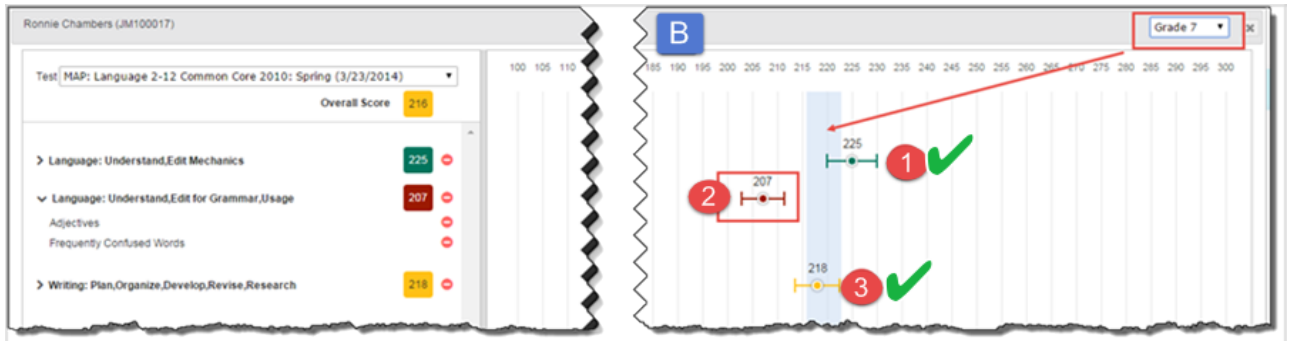 Ronnie Chambers (JM100017)
B
Grade 7
Test MAP: Language 2-12 Common Core 2010: Spring (3/23/2014)
100 105 110
185 190 195 200 205 210 215 220 225 230 235 240 245 250 255 260 265 270 275 280 285 290 295 300
Overall Score 216
Language: Understand,Edit Mechanics 225
225
1
Language: Understand,Edit for Grammar,Usage 207
207
2
Adjectives
Frequently Confused Words
Writing: Plan,Organize,Develop,Revise,Research 218
218
3